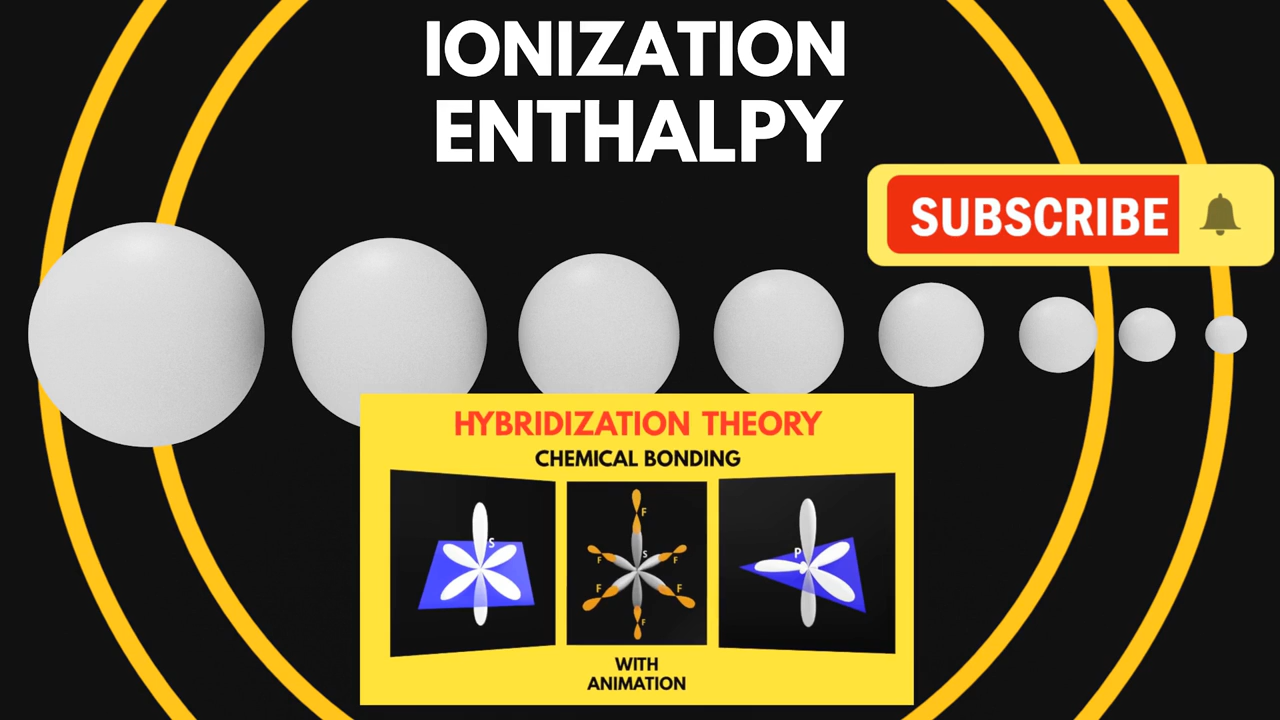 IONIZATION
ENTHALPY
SUBSCRIBE
HYBRIDIZATION THEORY
CHEMICAL BONDING
S
F
F
S
F
F
F
F
P
WITH
ANIMATION